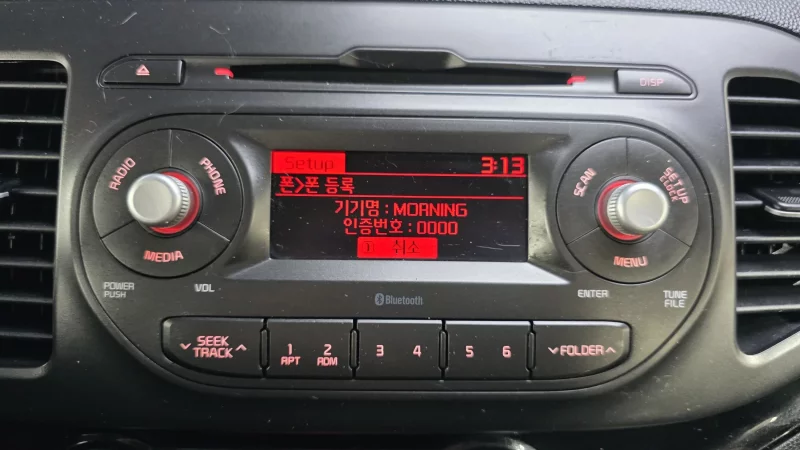 DISP
Setup 3:13
폰>폰 등록
기기명 : MORNING
인증번호 : 0000
1 취소
RADIO
PHONE
MEDIA
SCAN
SETUP
CLOCK
MENU
POWER
PUSH
VOL
Bluetooth
ENTER
TUNE
FILE
SEEK
TRACK
1
RPT
2
RDM
3 4
5 6
FOLDER